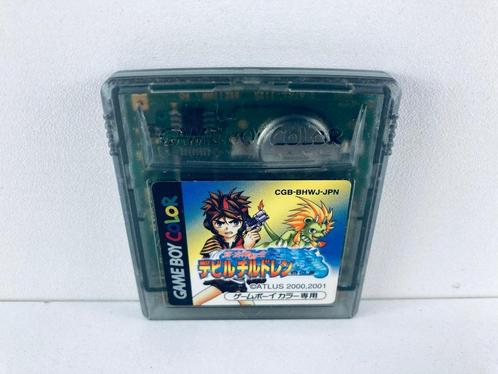 GAME BOY COLOR
GAME BOY COLOR
CGB-BHWJ-JPN
デビルチルドレン
©ATLUS 2000,2001
ゲームボーイカラー専用